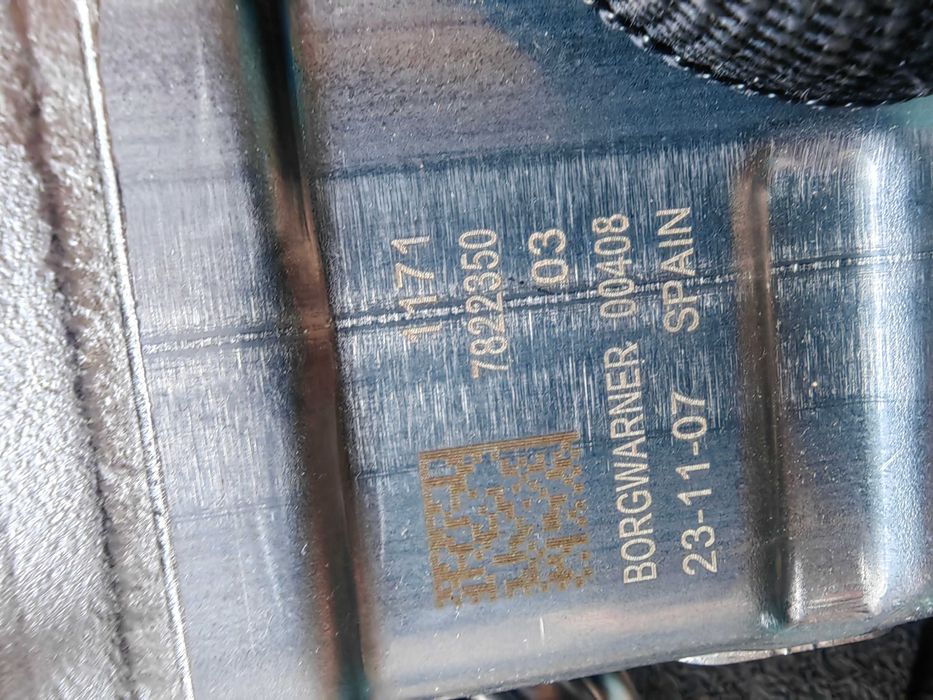 1171
7822350
03
BORGWARNER 00408
23-11-07 SPAIN